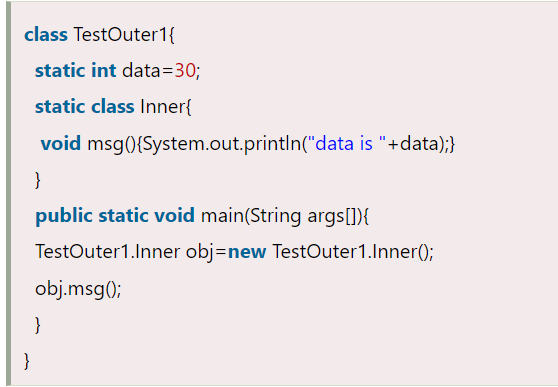 class TestOuter1{
static int data=30;
static class Inner{
void msg(){System.out.println("data is "+data);}
}
public static void main(String args[]){
TestOuter1.Inner obj=new TestOuter1.Inner();
obj.msg();
}
}